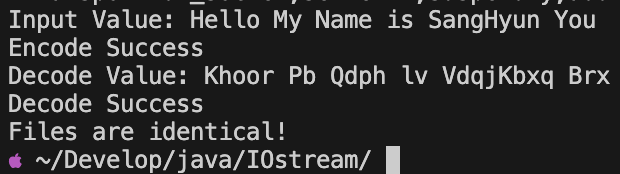 Input Value: Hello My Name is SangHyun You
Encode Success
Decode Value: Khoor Pb Qdph lv VdqjKbxq Brx
Decode Success
Files are identical!
~/Develop/java/IOstream/